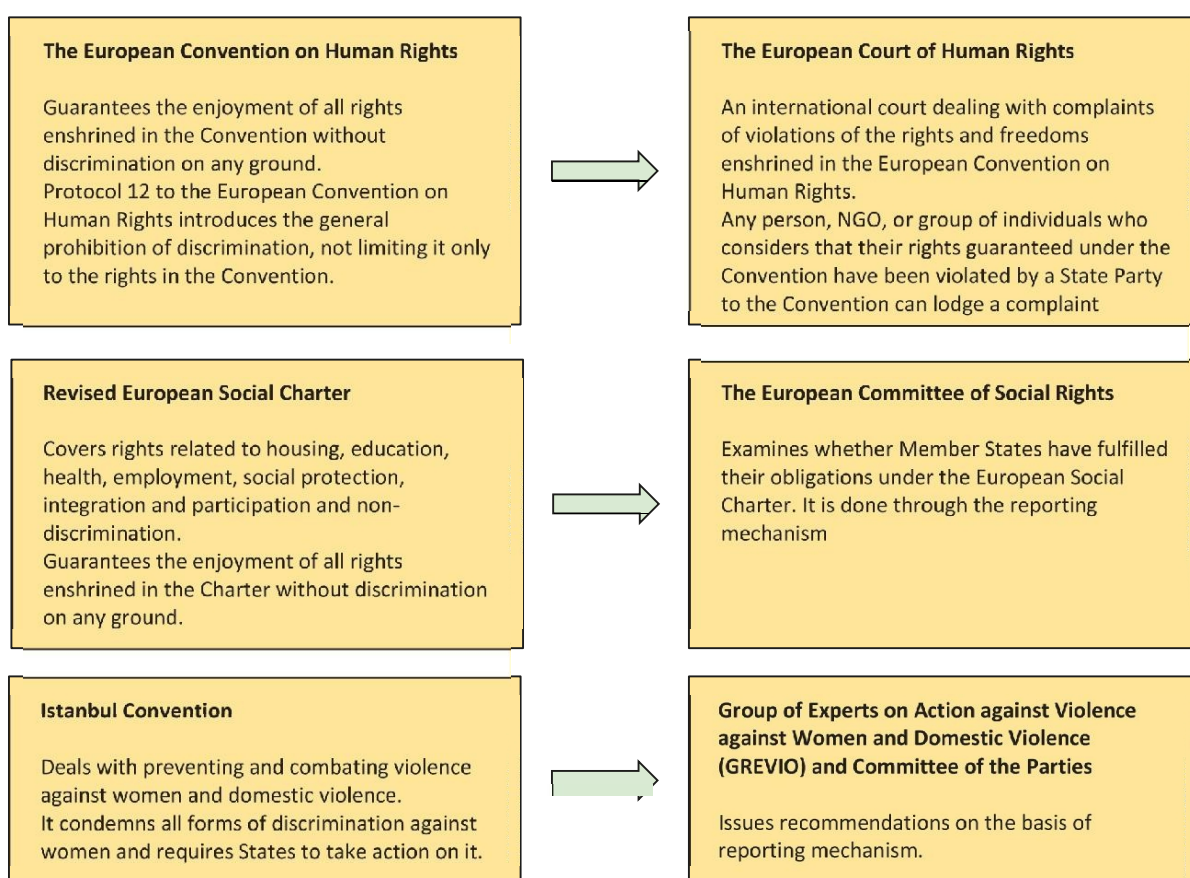 The European Convention on Human Rights
Guarantees the enjoyment of all rights
enshrined in the Convention without
discrimination on any ground.
Protocol 12 to the European Convention on
Human Rights introduces the general
prohibition of discrimination, not limiting it only
to the rights in the Convention.
The European Court of Human Rights
An international court dealing with complaints
of violations of the rights and freedoms
enshrined in the European Convention on
Human Rights.
Any person, NGO, or group of individuals who
considers that their rights guaranteed under the
Convention have been violated by a State Party
to the Convention can lodge a complaint
Revised European Social Charter
Covers rights related to housing, education,
health, employment, social protection,
integration and participation and non-
discrimination.
Guarantees the enjoyment of all rights
enshrined in the Charter without discrimination
on any ground.
The European Committee of Social Rights
Examines whether Member States have fulfilled
their obligations under the European Social
Charter. It is done through the reporting
mechanism
Istanbul Convention
Deals with preventing and combating violence
against women and domestic violence.
It condemns all forms of discrimination against
women and requires States to take action on it.
Group of Experts on Action against Violence
against Women and Domestic Violence
(GREVIO) and Committee of the Parties
Issues recommendations on the basis of
reporting mechanism.